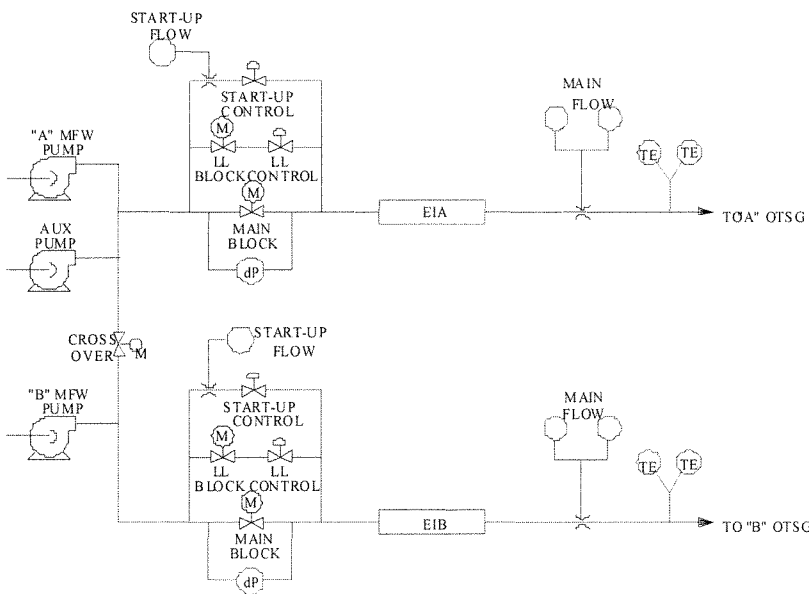 START-UP
FLOW
START-UP
CONTROL
"A" MFW
PUMP
M
LL LL
BLOCK CONTROL
M
MAIN
BLOCK
dP
EIA
MAIN
FLOW
TE TE
TO"A" OTSG
AUX
PUMP
CROSS
OVER
M
START-UP
FLOW
START-UP
CONTROL
"B" MFW
PUMP
M
LL LL
BLOCK CONTROL
M
MAIN
BLOCK
dP
EIB
MAIN
FLOW
TE TE
TO "B" OTSG